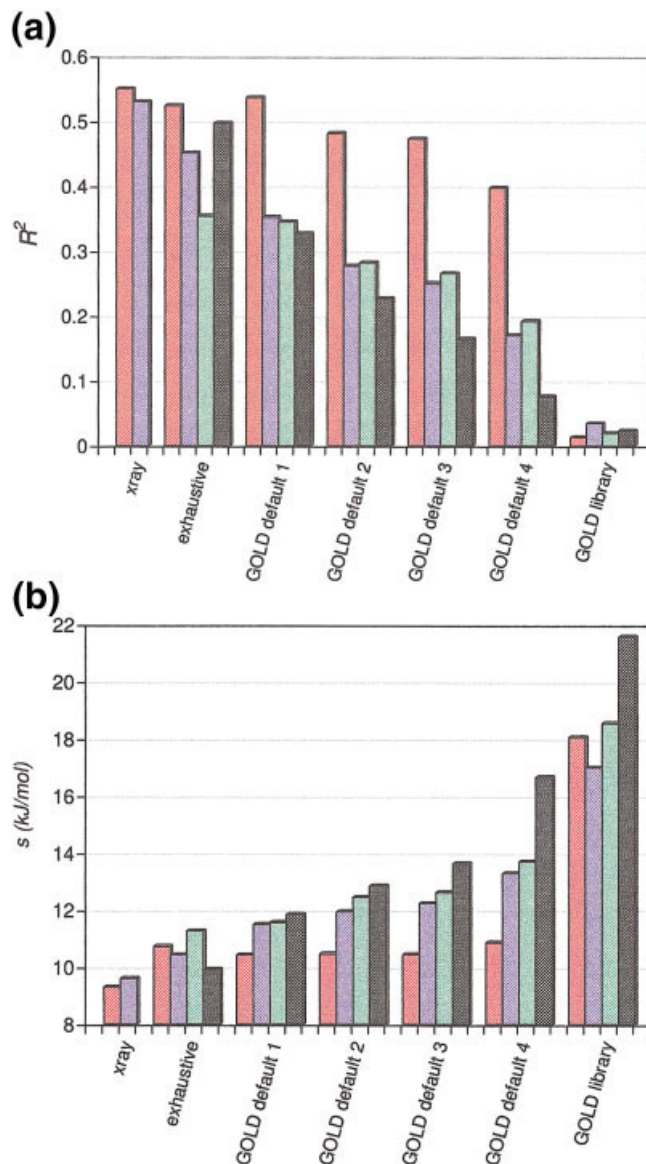 (a)
0.6
0.5
0.4
0.3
0.2
0.1
0
R²
xray
exhaustive
GOLD default 1
GOLD default 2
GOLD default 3
GOLD default 4
GOLD library
(b)
22
20
18
16
14
12
10
8
s (kJ/mol)
xray
exhaustive
GOLD default 1
GOLD default 2
GOLD default 3
GOLD default 4
GOLD library